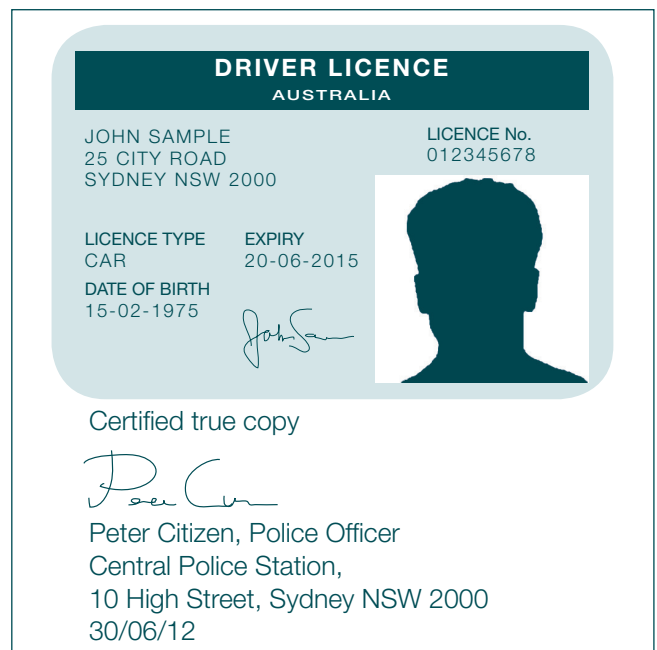 DRIVER LICENCE
AUSTRALIA
JOHN SAMPLE
25 CITY ROAD
SYDNEY NSW 2000
LICENCE No.
012345678
LICENCE TYPE
CAR
EXPIRY
20-06-2015
DATE OF BIRTH
15-02-1975
Certified true copy
Peter Citizen, Police Officer
Central Police Station,
10 High Street, Sydney NSW 2000
30/06/12